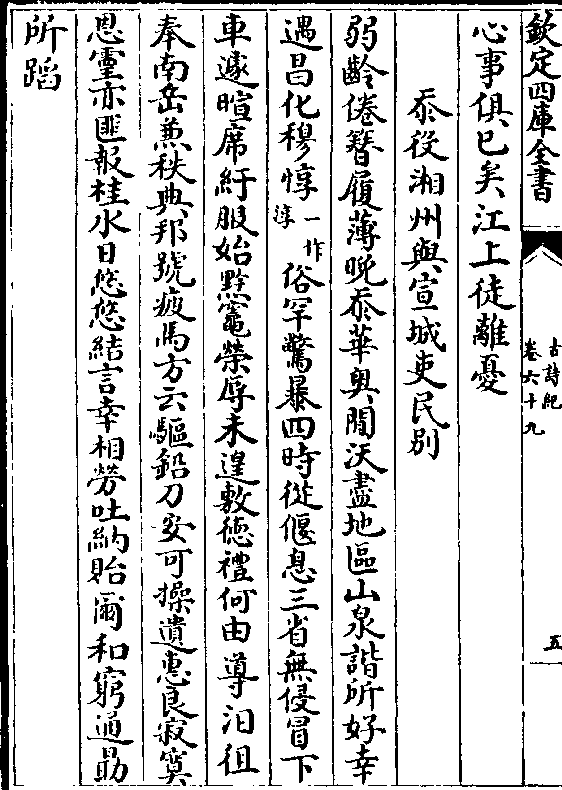 欽定四庫全書
古詩紀
卷六十九
五
心事俱已矣江上徒離憂
忝役湘州與宣城吏民別
弱齡倦簪履薄晚忝華奧閒沃盡地區山泉諧所好幸
遇昌化穆惇一作淳俗罕驚暴四時從偃息三省無侵冒下
車遽暄席紆服始黔竈榮辱未遑敷德禮何由導汩徂
奉南岳兼秩典邦號疲馬方云驅鉛刀安可操遺惠良寂寞
恩靈亦匪報桂水日悠悠結言幸相勞吐納貽爾和窮通勗
所蹈